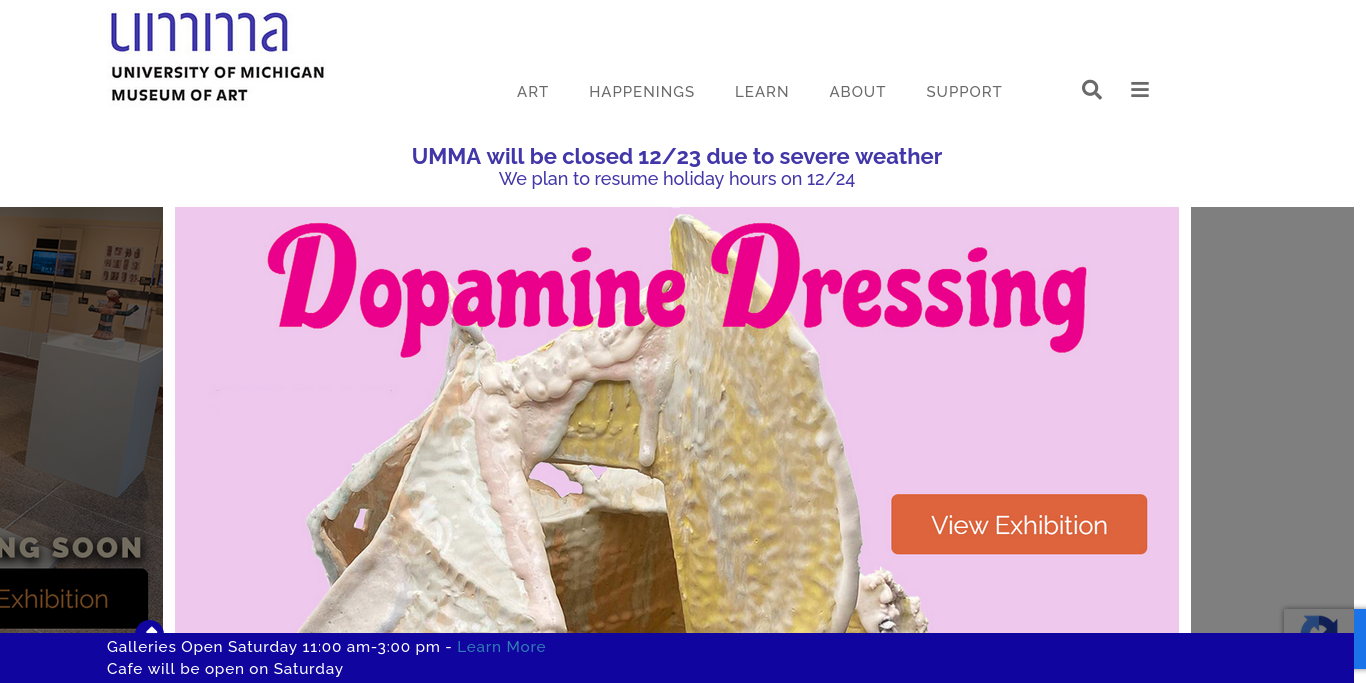 umma
UNIVERSITY OF MICHIGAN
MUSEUM OF ART
ART HAPPENINGS LEARN ABOUT SUPPORT
UMMA will be closed 12/23 due to severe weather
We plan to resume holiday hours on 12/24
Dopamine Dressing
View Exhibition
NG SOON
Exhibition
Galleries Open Saturday 11:00 am-3:00 pm - Learn More
Cafe will be open on Saturday